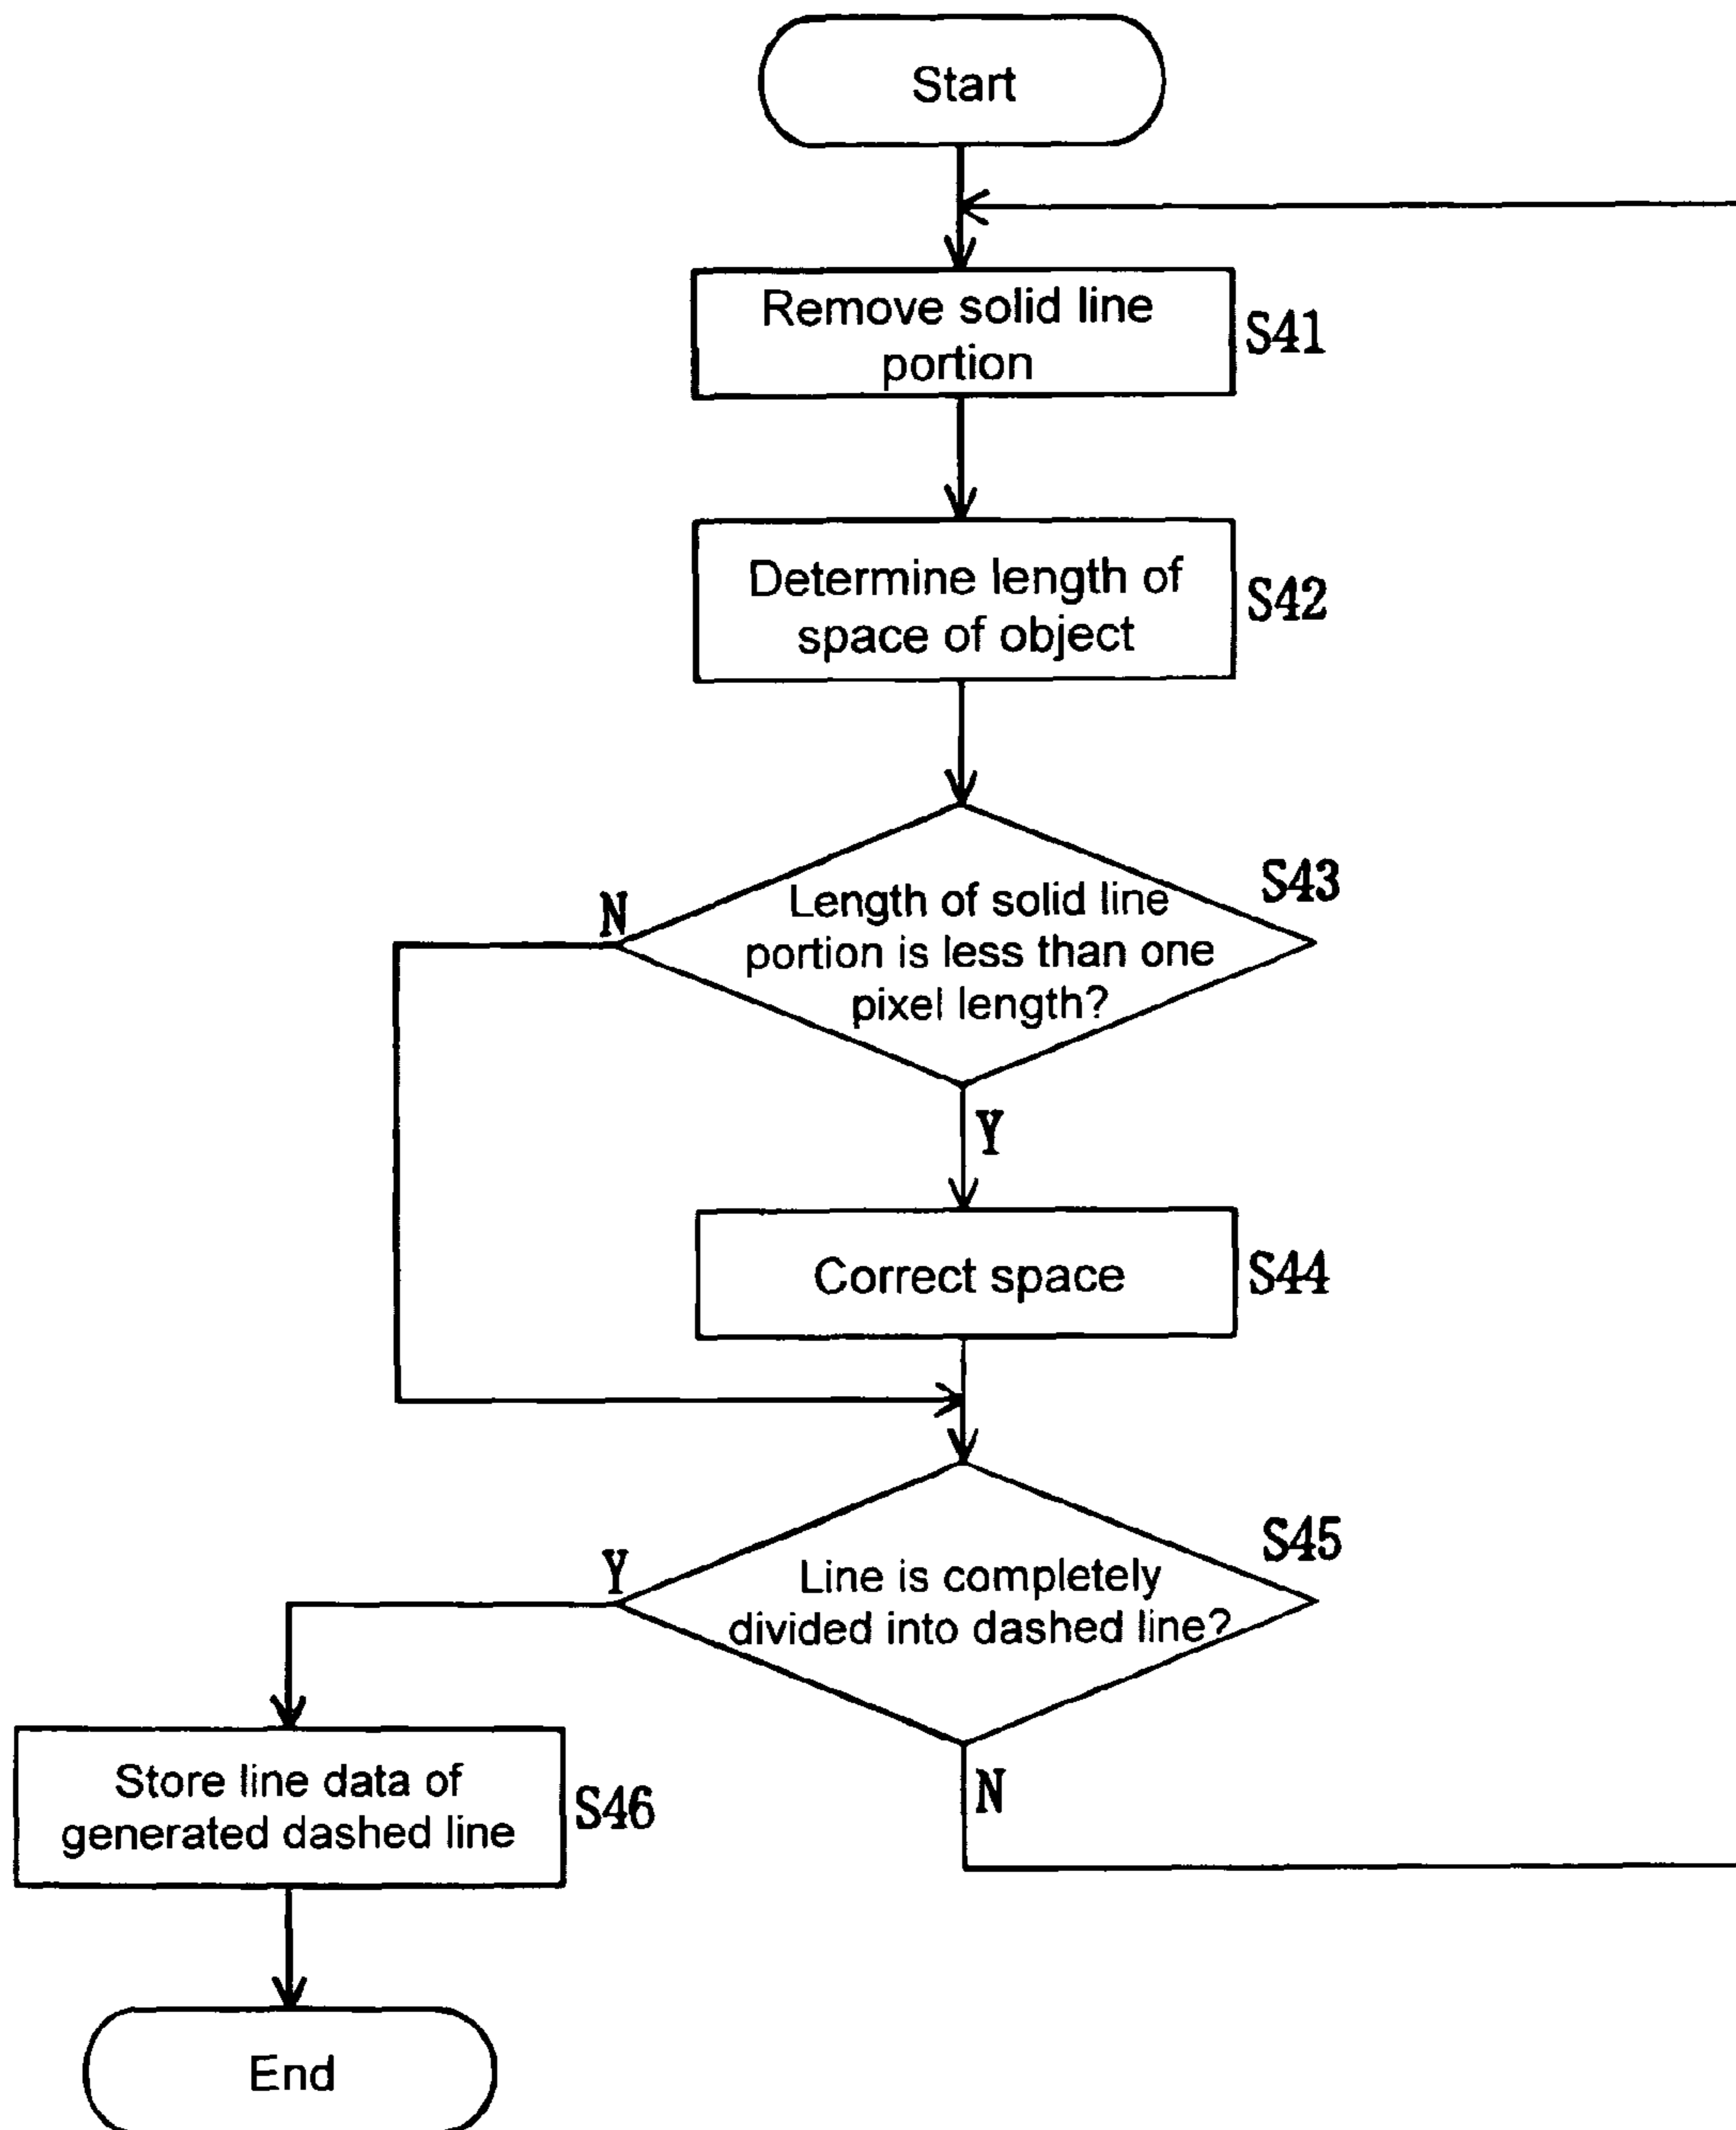 Start
Remove solid line
portion
S41
Determine length of
space of object
S42
S43
N
Length of solid line
portion is less than one
pixel length?
Y
Correct space
S44
S45
Y
Line is completely
divided into dashed line?
N
Store line data of
generated dashed line
S46
End